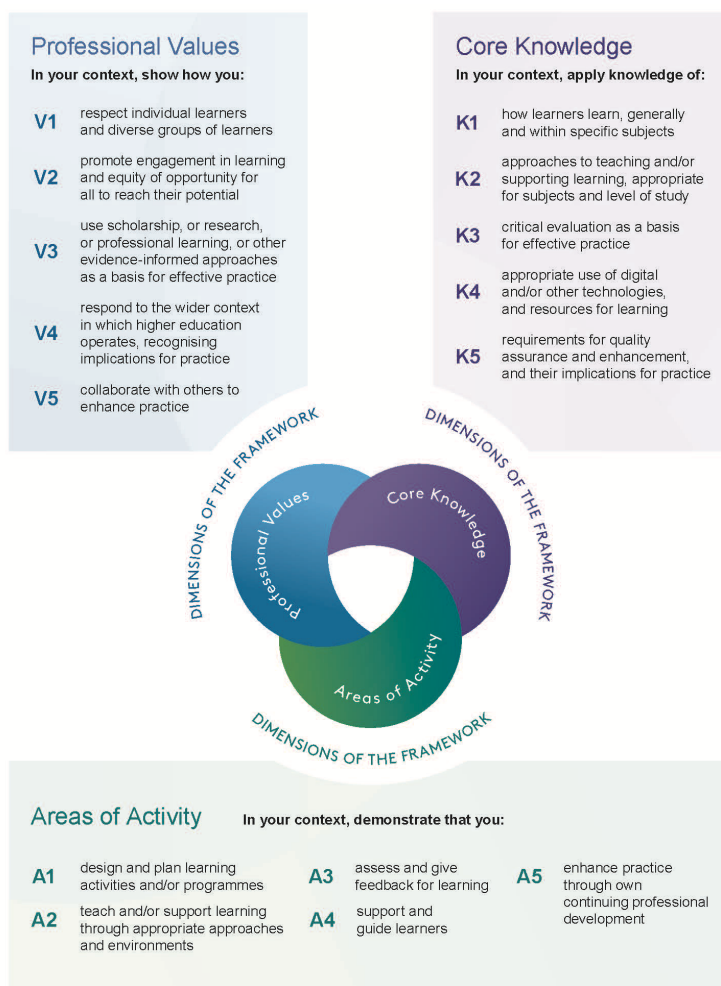 Professional Values
In your context, show how you:
V1 respect individual learners
and diverse groups of learners
V2 promote engagement in learning
and equity of opportunity for
all to reach their potential
V3 use scholarship, or research,
or professional learning, or other
evidence-informed approaches
as a basis for effective practice
V4 respond to the wider context
in which higher education
operates, recognising
implications for practice
V5 collaborate with others to
enhance practice
Core Knowledge
In your context, apply knowledge of:
K1 how learners learn, generally
and within specific subjects
K2 approaches to teaching and/or
supporting learning, appropriate
for subjects and level of study
K3 critical evaluation as a basis
for effective practice
K4 appropriate use of digital
and/or other technologies,
and resources for learning
K5 requirements for quality
assurance and enhancement,
and their implications for practice
DIMENSIONS OF THE FRAMEWORK
DIMENSIONS OF THE FRAMEWORK
Professional Values
Core Knowledge
Areas of Activity
DIMENSIONS OF THE FRAMEWORK
Areas of Activity
In your context, demonstrate that you:
A1 design and plan learning
activities and/or programmes
A2 teach and/or support learning
through appropriate approaches
and environments
A3 assess and give
feedback for learning
A4 support and
guide learners
A5 enhance practice
through own
continuing professional
development